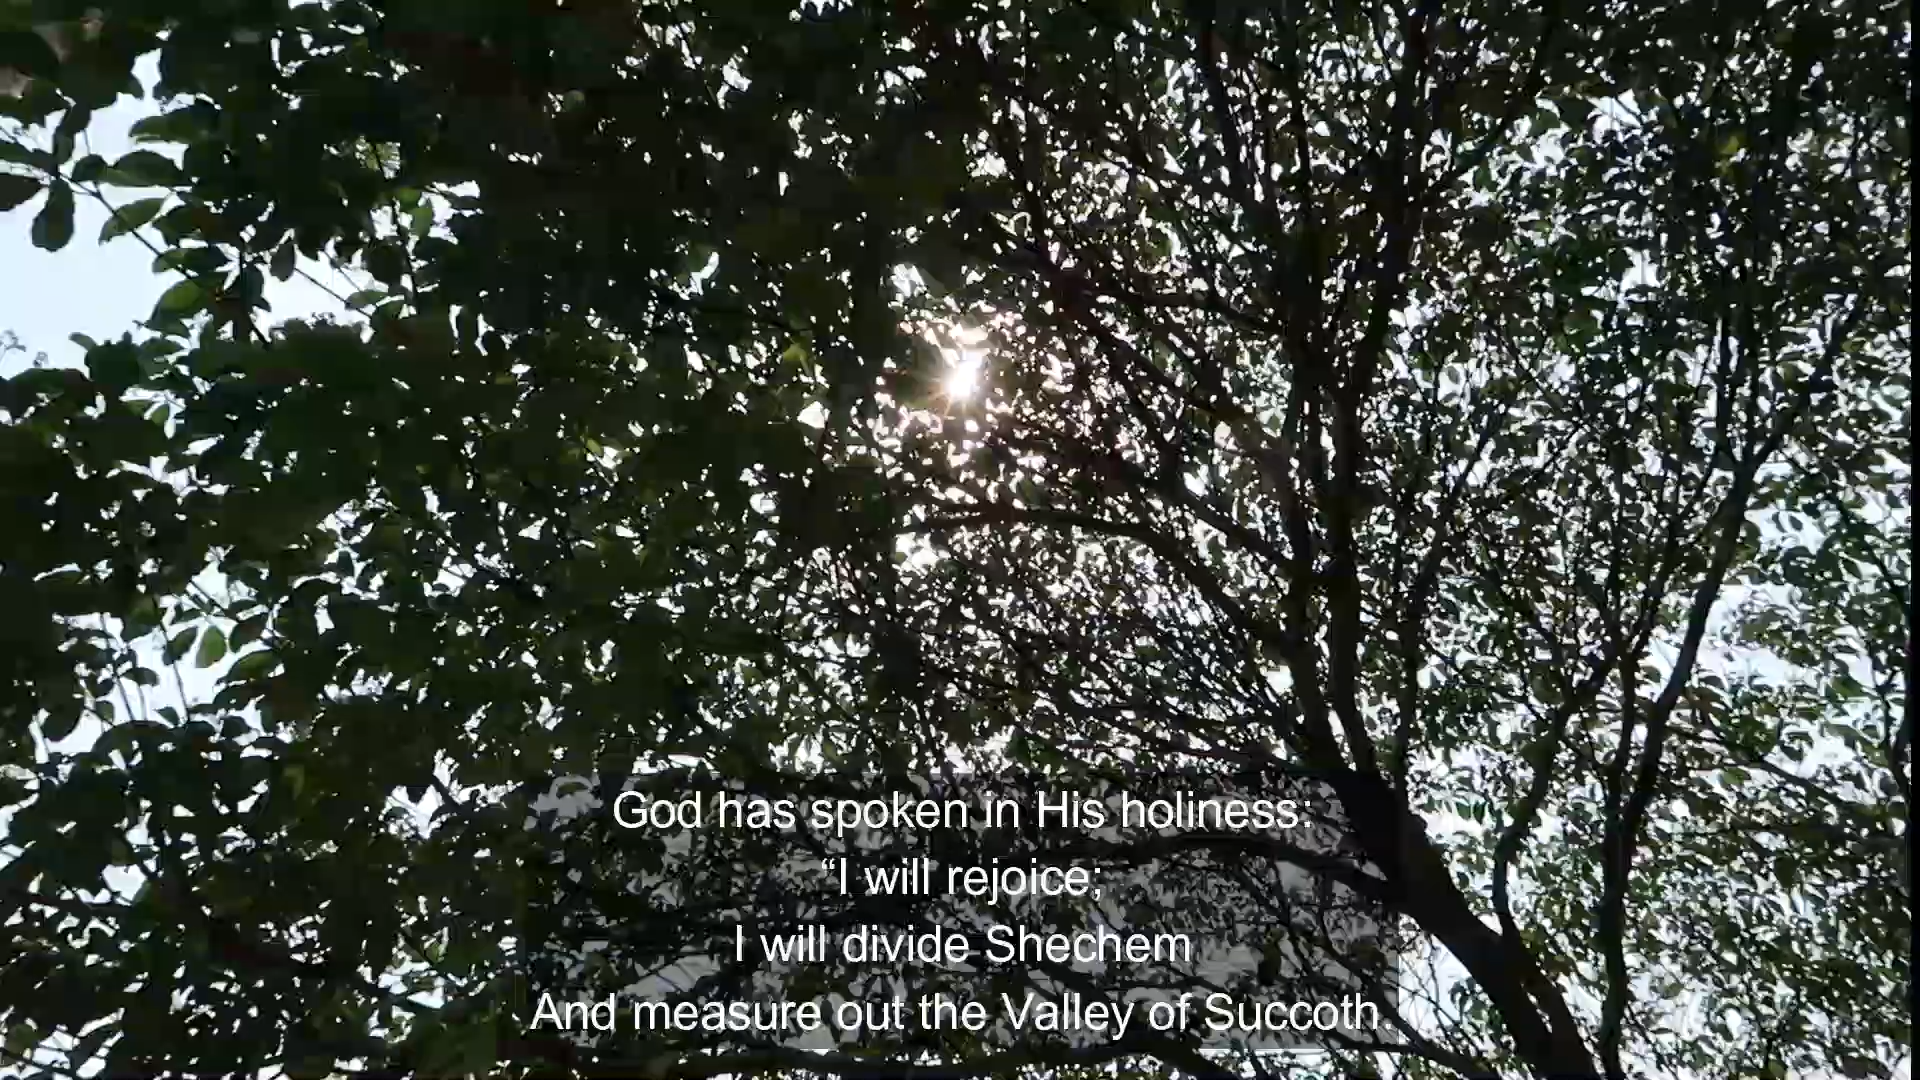 God has spoken in His holiness:
“I will rejoice;
I will divide Shechem
And measure out the Valley of Succoth.